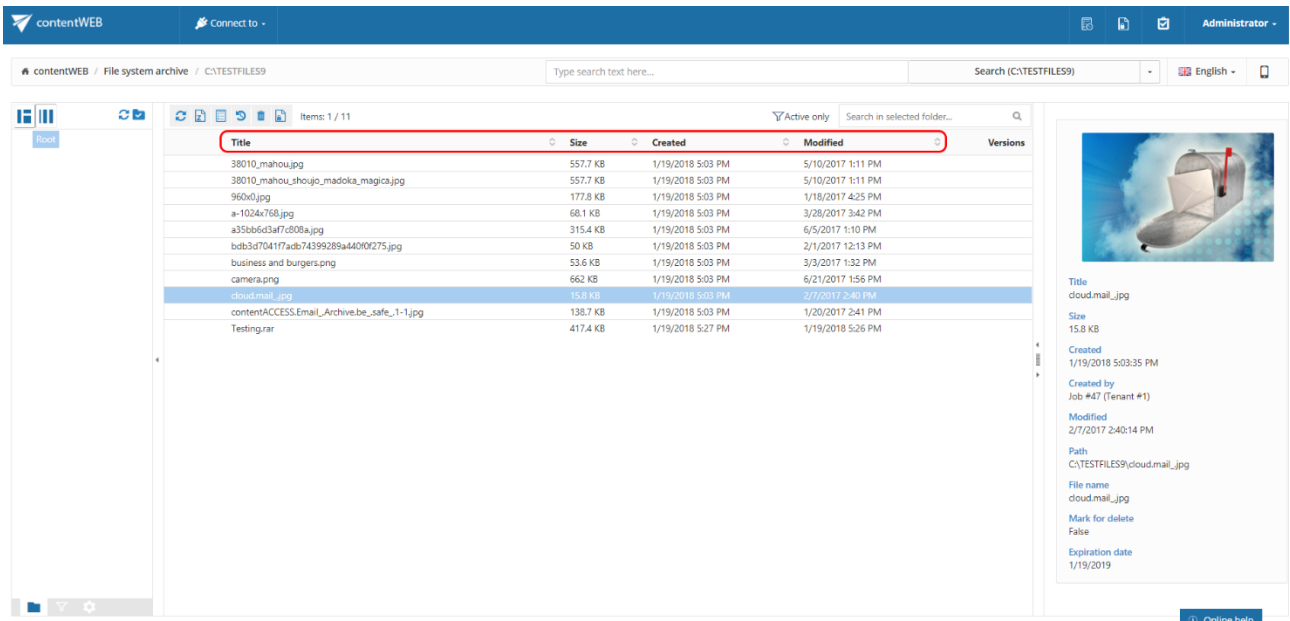 contentWEB
Connect to
Administrator
contentWEB / File system archive / C:\TESTFILES9
Type search text here...
Search (C:\TESTFILES9)
English
Items: 1 / 11
Active only
Search in selected folder...
Root
Title Size Created Modified Versions
38010_mahou.jpg 557.7 KB 1/19/2018 5:03 PM 5/10/2017 1:11 PM
38010_mahou_shoujo_madoka_magica.jpg 557.7 KB 1/19/2018 5:03 PM 5/10/2017 1:11 PM
960x0.jpg 177.8 KB 1/19/2018 5:03 PM 1/18/2017 4:25 PM
a-1024x768.jpg 68.1 KB 1/19/2018 5:03 PM 3/28/2017 3:42 PM
a35bb6d3af7c808a.jpg 315.4 KB 1/19/2018 5:03 PM 6/5/2017 1:10 PM
bdb3d7041f7adb74399289a440f0f275.jpg 50 KB 1/19/2018 5:03 PM 2/1/2017 12:13 PM
business and burgers.png 53.6 KB 1/19/2018 5:03 PM 3/3/2017 1:32 PM
camera.png 662 KB 1/19/2018 5:03 PM 6/21/2017 1:56 PM
cloud.mail_.jpg 15.8 KB 1/19/2018 5:03 PM 2/7/2017 2:40 PM
contentACCESS.Email_.Archive.be_.safe_.1-1.jpg 138.7 KB 1/19/2018 5:03 PM 1/20/2017 2:41 PM
Testing.rar 417.4 KB 1/19/2018 5:27 PM 1/19/2018 5:26 PM
Title
cloud.mail_.jpg
Size
15.8 KB
Created
1/19/2018 5:03:35 PM
Created by
Job #47 (Tenant #1)
Modified
2/7/2017 2:40:14 PM
Path
C:\TESTFILES9\cloud.mail_.jpg
File name
cloud.mail_.jpg
Mark for delete
False
Expiration date
1/19/2019
Online help